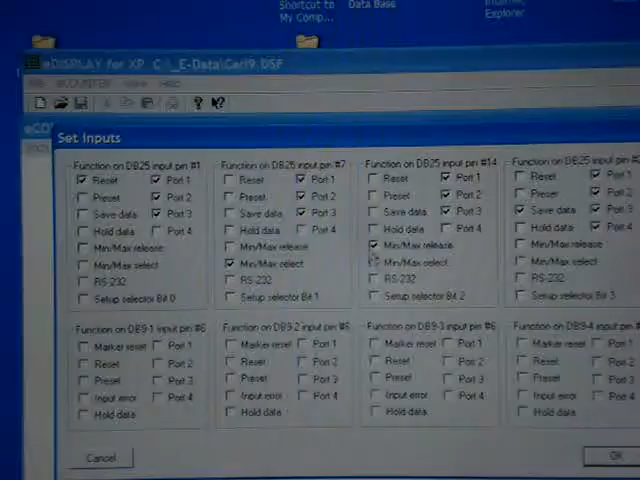 Shortcut to
My Comp...
Data Base
Internet
Explorer
eDISPLAY for XP C:\_E-Data\Carl9.DSF
Help
Set Inputs
Function on DB25 input pin #1
Reset Port 1
Preset Port 2
Save data Port 3
Hold data Port 4
Min/Max release
Min/Max select
RS-232
Setup selector Bit 0
Function on DB25 input pin #7
Reset Port 1
Preset Port 2
Save data Port 3
Hold data Port 4
Min/Max release
Min/Max select
RS-232
Setup selector Bit 1
Function on DB25 input pin #14
Reset Port 1
Preset Port 2
Save data Port 3
Hold data Port 4
Min/Max release
Min/Max select
RS-232
Setup selector Bit 2
Function on DB25 input pin
Reset Port 1
Preset Port 2
Save data Port 3
Hold data Port 4
Min/Max release
Min/Max select
RS-232
Setup selector Bit 3
Function on DB9-1 input pin #6
Marker reset Port 1
Reset Port 2
Preset Port 3
Input error Port 4
Hold data
Function on DB9-2 input pin #6
Marker reset Port 1
Reset Port 2
Preset Port 3
Input error Port 4
Hold data
Function on DB9-3 input pin #6
Marker reset Port 1
Reset Port 2
Preset Port 3
Input error Port 4
Hold data
Function on DB9-4 input pin
Marker reset Port 1
Reset Port 2
Preset Port 3
Input error Port 4
Hold data
Cancel
OK